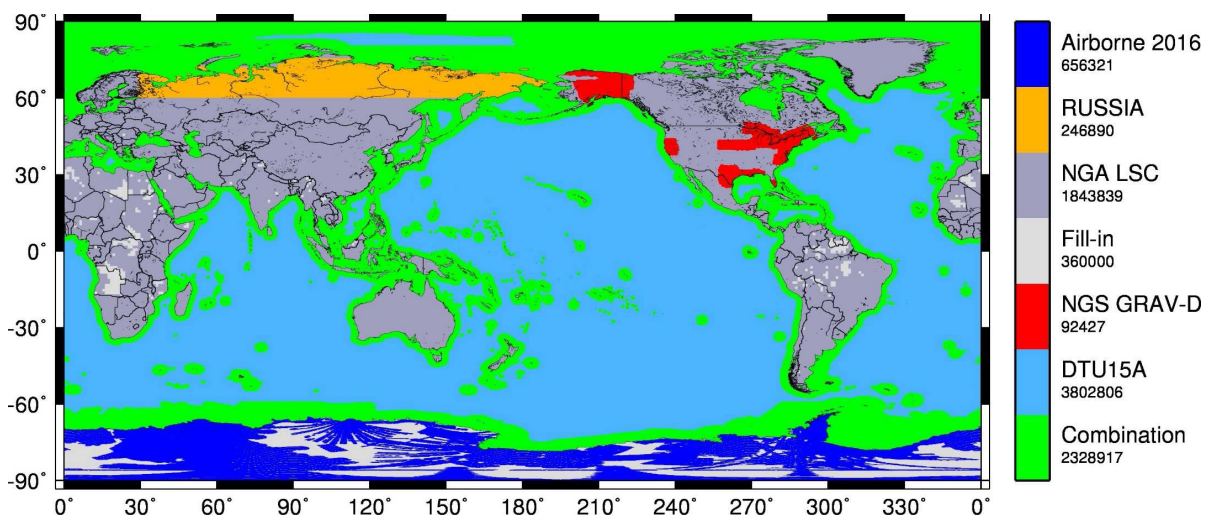 90˚
60˚
30˚
0˚
-30˚
-60˚
-90˚
0˚ 30˚ 60˚ 90˚ 120˚ 150˚ 180˚ 210˚ 240˚ 270˚ 300˚ 330˚ 0˚
Airborne 2016
656321
RUSSIA
246890
NGA LSC
1843839
Fill-in
360000
NGS GRAV-D
92427
DTU15A
3802806
Combination
2328917